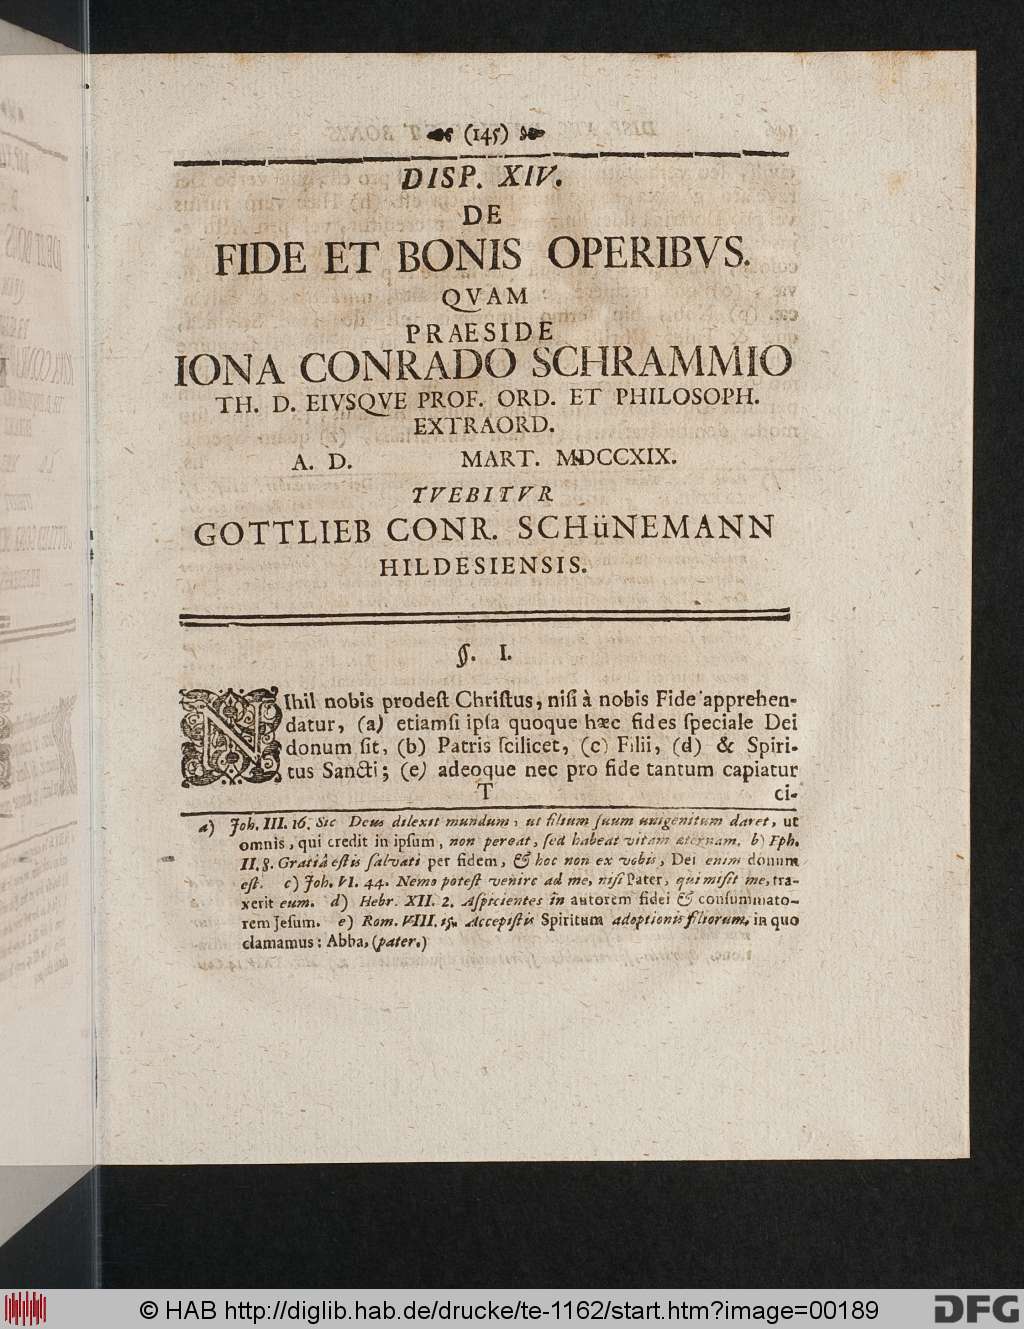 (145)
DISP. XIV.
DE
FIDE ET BONIS OPERIBVS.
QVAM
PRAESIDE
IONA CONRADO SCHRAMMIO
TH. D. EIVSQVE PROF. ORD. ET PHILOSOPH.
EXTRAORD.
A. D. MART. MDCCXIX.
TVEBITVR
GOTTLIEB CONR. SCHüNEMANN
HILDESIENSIS.
§. I.
NIhil nobis prodeſt Chriſtus, niſi à nobis Fide apprehen-
datur, (a) etiamſi ipſa quoque hæc fides ſpeciale Dei
donum ſit, (b) Patris ſcilicet, (c) Filii, (d) & Spiri-
tus Sancti; (e) adeoque nec pro fide tantum capiatur
T ci-
a) Joh. III. 16. Sic Deus dilexit mundum, ut filium ſuum unigenitum daret, ut
omnis, qui credit in ipſum, non pereat, ſed habeat vitam æternam. b) Eph.
II, 8. Gratiâ eſtis ſalvati per fidem, & hoc non ex vobis, Dei enim donum
eſt. c) Joh. VI. 44. Nemo poteſt venire ad me, niſi Pater, qui miſit me, tra-
xerit eum. d) Hebr. XII. 2. Aſpicientes in autorem fidei & conſummato-
rem Jeſum. e) Rom. VIII. 15. Accepiſtis Spiritum adoptionis filiorum, in quo
clamamus: Abba, (pater.)
© HAB http://diglib.hab.de/drucke/te-1162/start.htm?image=00189
DFG